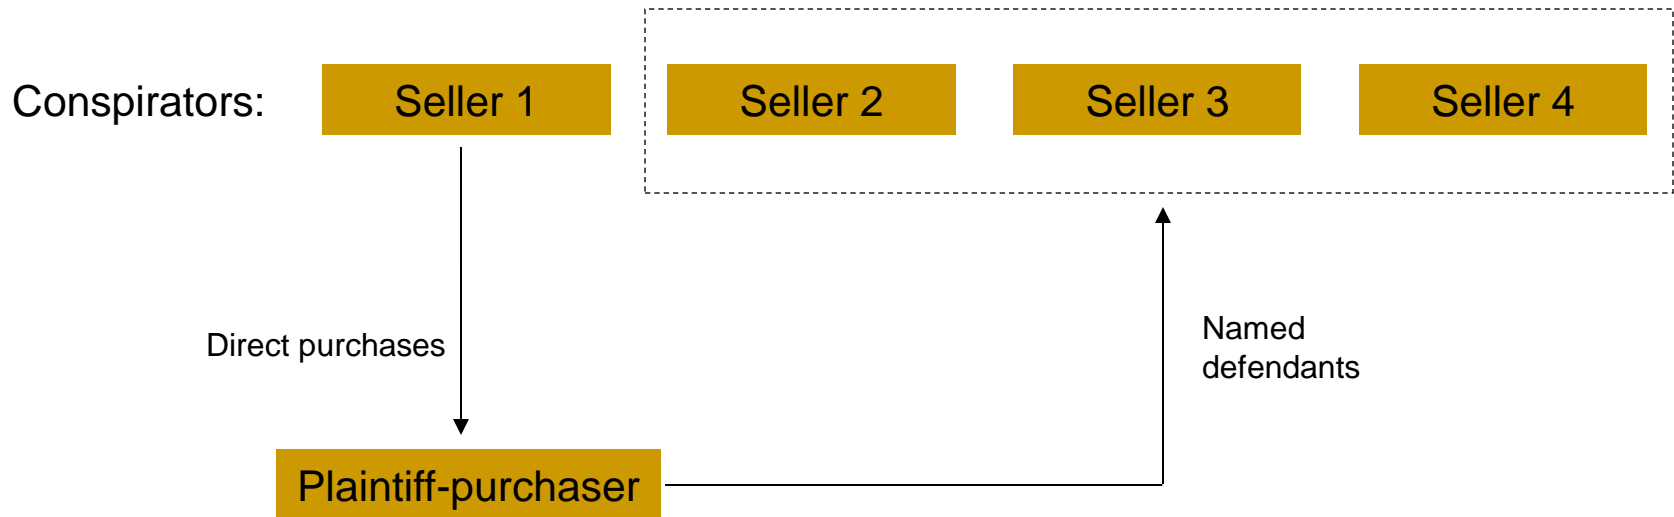 Conspirators:
Seller 1
Seller 2
Seller 3
Seller 4
Direct purchases
Named
defendants
Plaintiff-purchaser